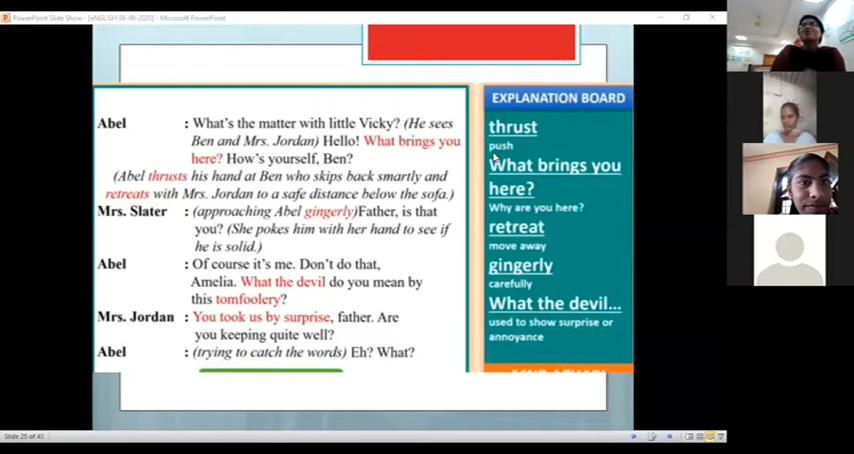 PowerPoint Slide Show - [eNGLISH 08-09-2020] - Microsoft PowerPoint
Abel : What's the matter with little Vicky? (He sees
Ben and Mrs. Jordan) Hello! What brings you
here? How's yourself, Ben?
(Abel thrusts his hand at Ben who skips back smartly and
retreats with Mrs. Jordan to a safe distance below the sofa.)
Mrs. Slater : (approaching Abel gingerly)Father, is that
you? (She pokes him with her hand to see if
he is solid.)
Abel : Of course it's me. Don't do that,
Amelia. What the devil do you mean by
this tomfoolery?
Mrs. Jordan : You took us by surprise, father. Are
you keeping quite well?
Abel : (trying to catch the words) Eh? What?
EXPLANATION BOARD
thrust
push
What brings you
here?
Why are you here?
retreat
move away
gingerly
carefully
What the devil...
used to show surprise or
annoyance
Slide 25 of 43